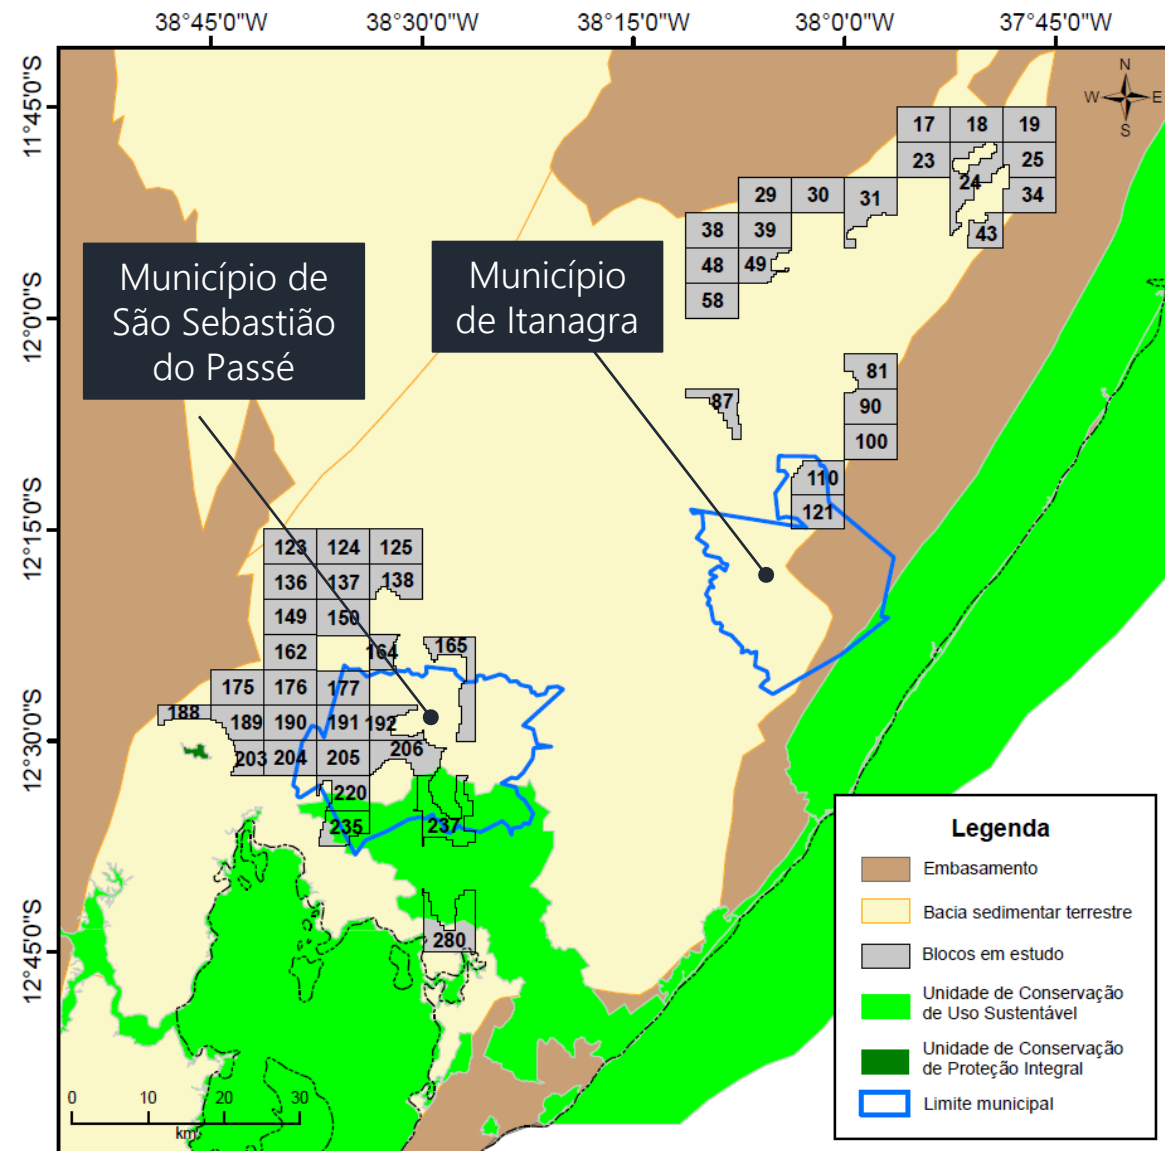 38°45'0"W
38°30'0"W
38°15'0"W
38°0'0"W
37°45'0"W
11°45'0"S
12°0'0"S
12°15'0"S
12°30'0"S
12°45'0"S
N
W
E
S
17
18
19
23
24
25
29
30
31
34
38
39
43
48
49
58
Município de
São Sebastião
do Passé
Município
de Itanagra
81
87
90
100
110
121
123
124
125
136
137
138
149
150
162
164
165
175
176
177
188
189
190
191
192
203
204
205
206
220
235
237
280
0
10
20
30
km
Legenda
Embasamento
Bacia sedimentar terrestre
Blocos em estudo
Unidade de Conservação
de Uso Sustentável
Unidade de Conservação
de Proteção Integral
Limite municipal